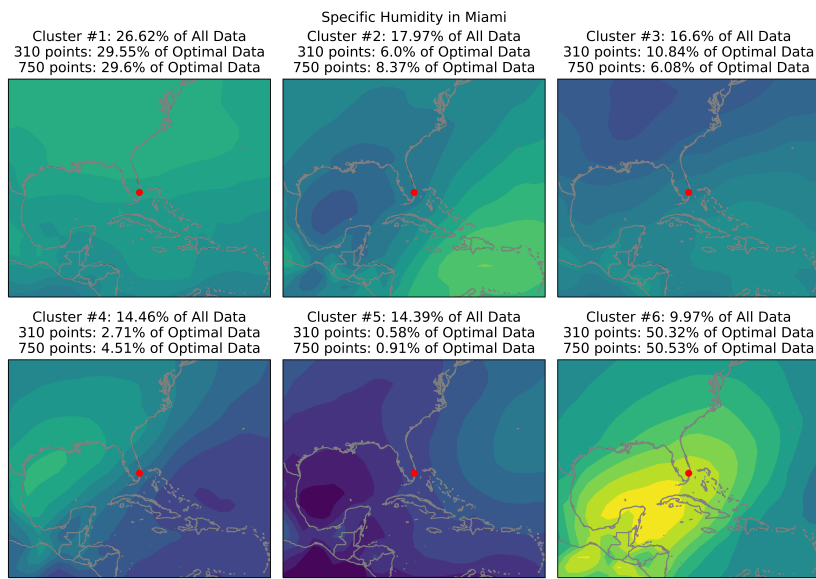 Specific Humidity in Miami
Cluster #1: 26.62% of All Data
310 points: 29.55% of Optimal Data
750 points: 29.6% of Optimal Data
Cluster #2: 17.97% of All Data
310 points: 6.0% of Optimal Data
750 points: 8.37% of Optimal Data
Cluster #3: 16.6% of All Data
310 points: 10.84% of Optimal Data
750 points: 6.08% of Optimal Data
Cluster #4: 14.46% of All Data
310 points: 2.71% of Optimal Data
750 points: 4.51% of Optimal Data
Cluster #5: 14.39% of All Data
310 points: 0.58% of Optimal Data
750 points: 0.91% of Optimal Data
Cluster #6: 9.97% of All Data
310 points: 50.32% of Optimal Data
750 points: 50.53% of Optimal Data